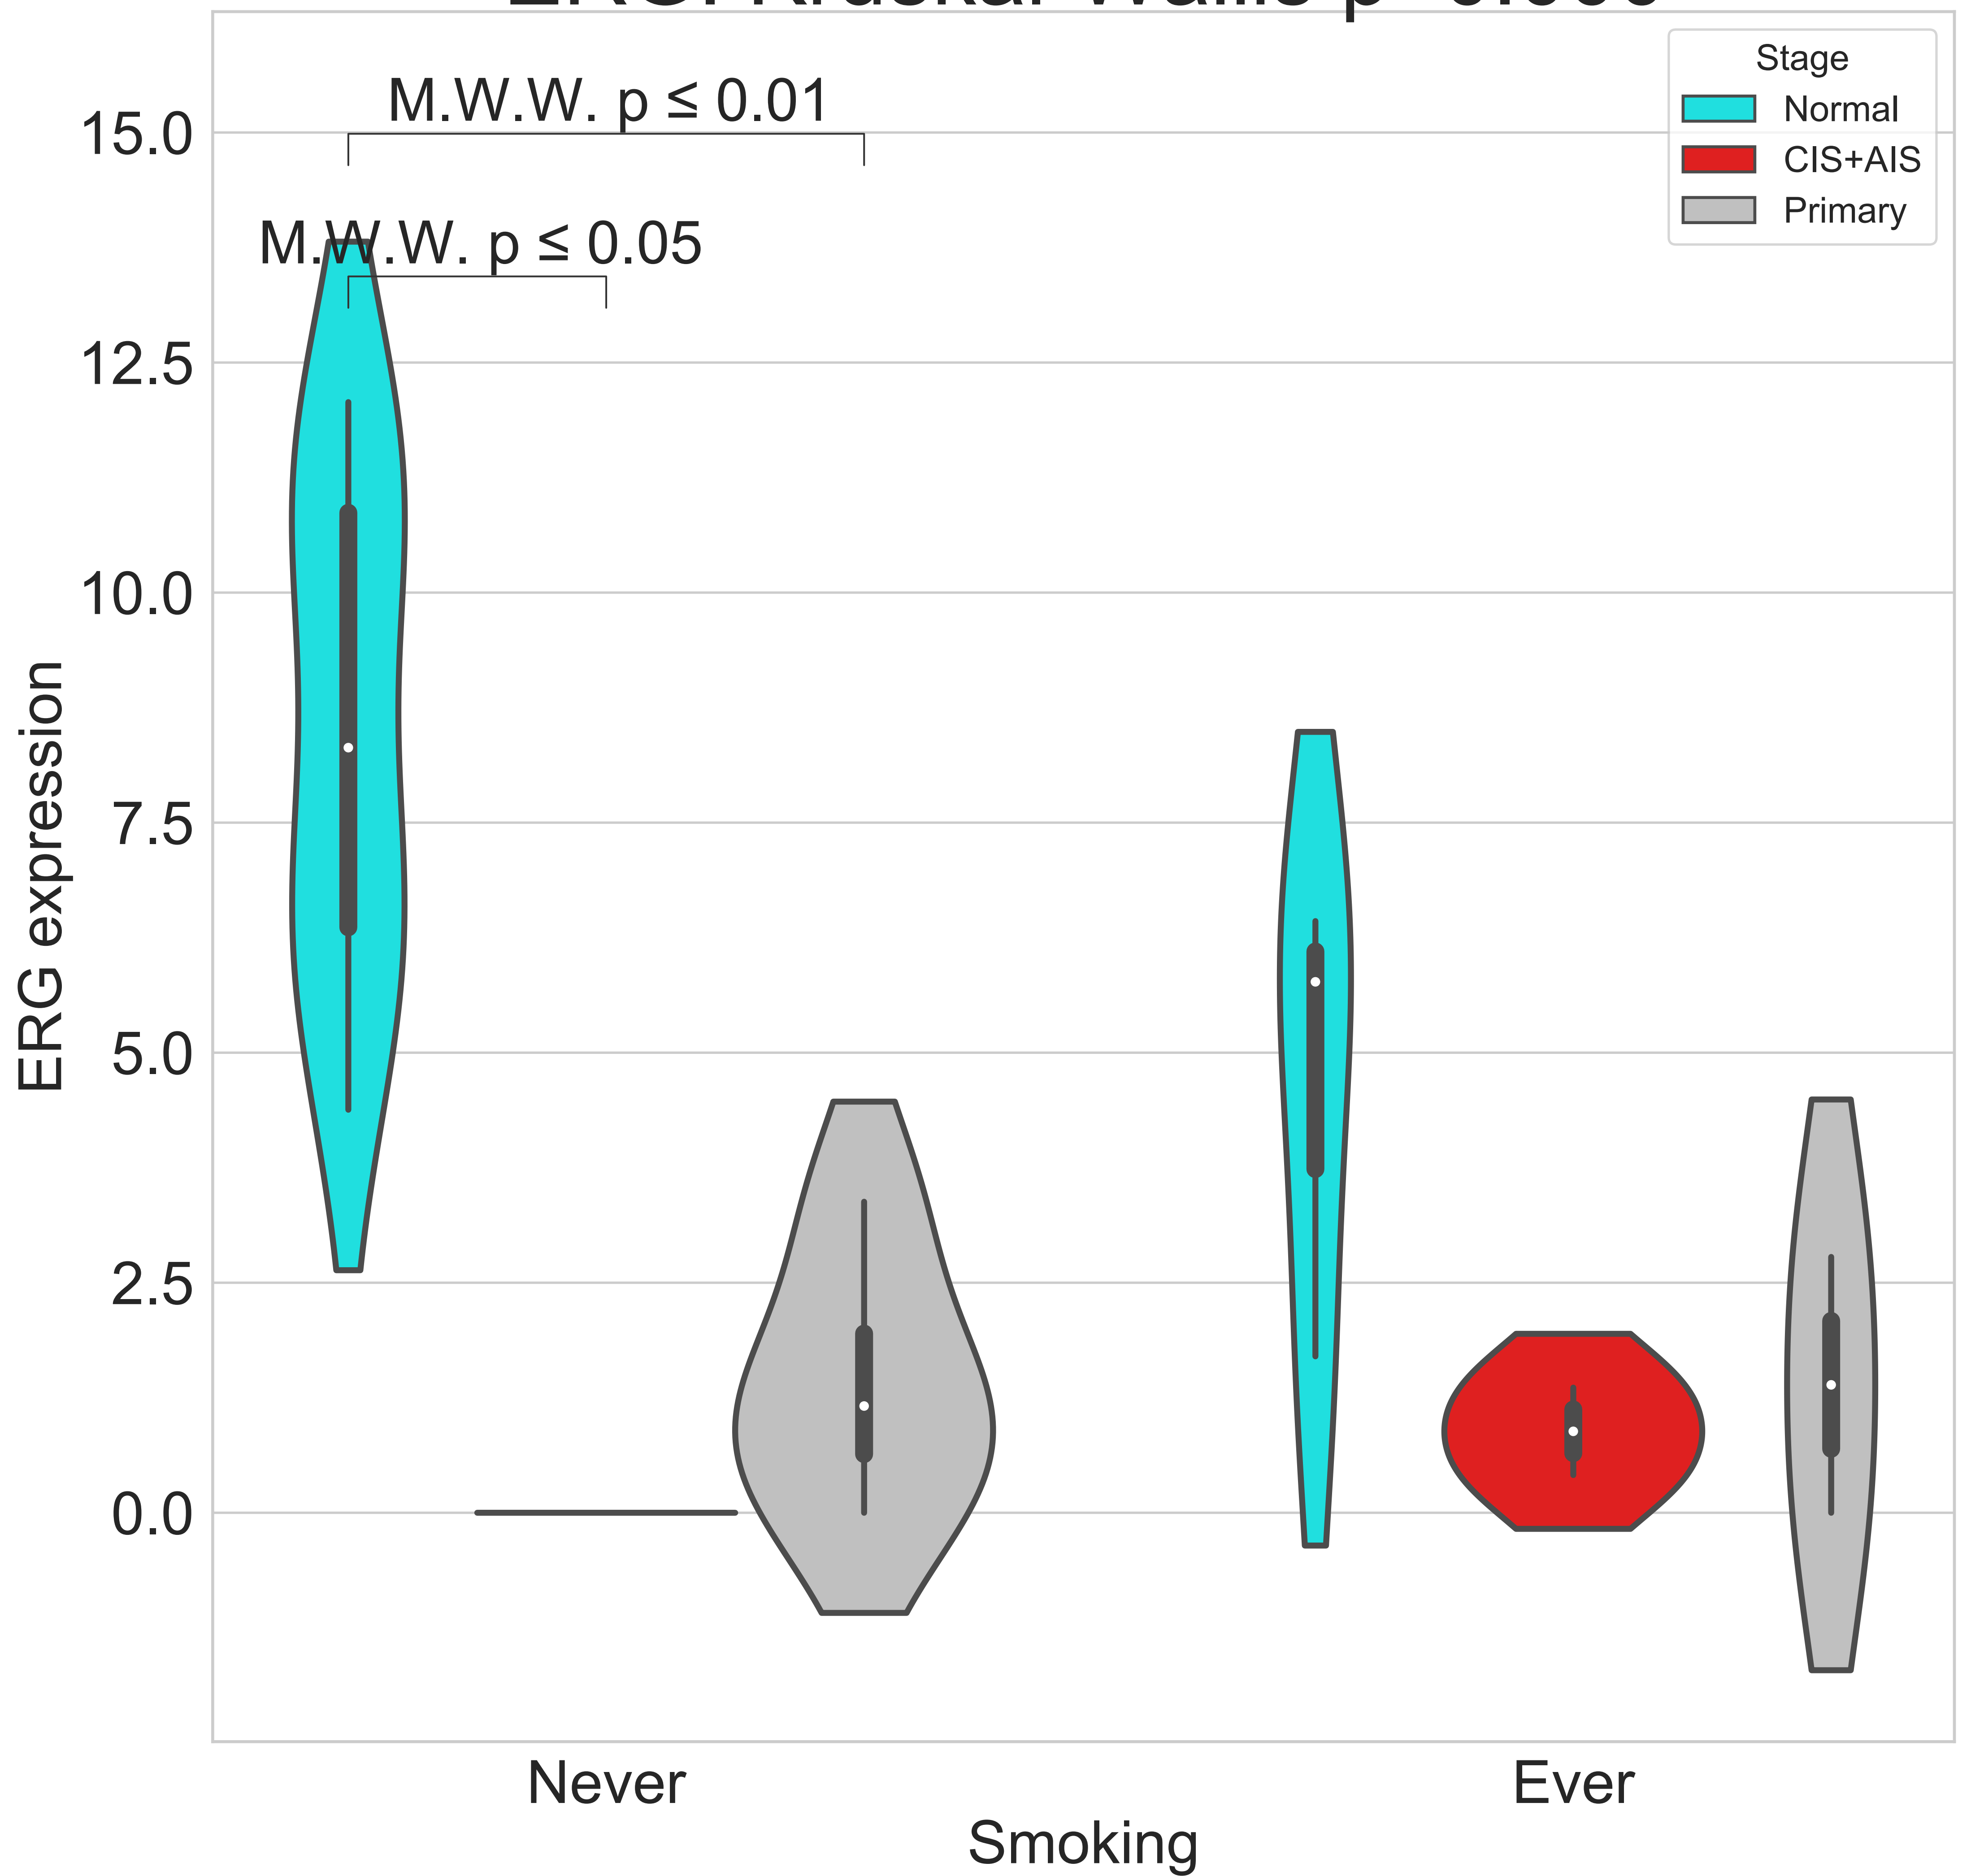 Stage
Normal
CIS+AIS
Primary
M.W.W. p ≤ 0.01
M.W.W. p ≤ 0.05
15.0
12.5
10.0
7.5
5.0
2.5
0.0
ERG expression
Never
Ever
Smoking